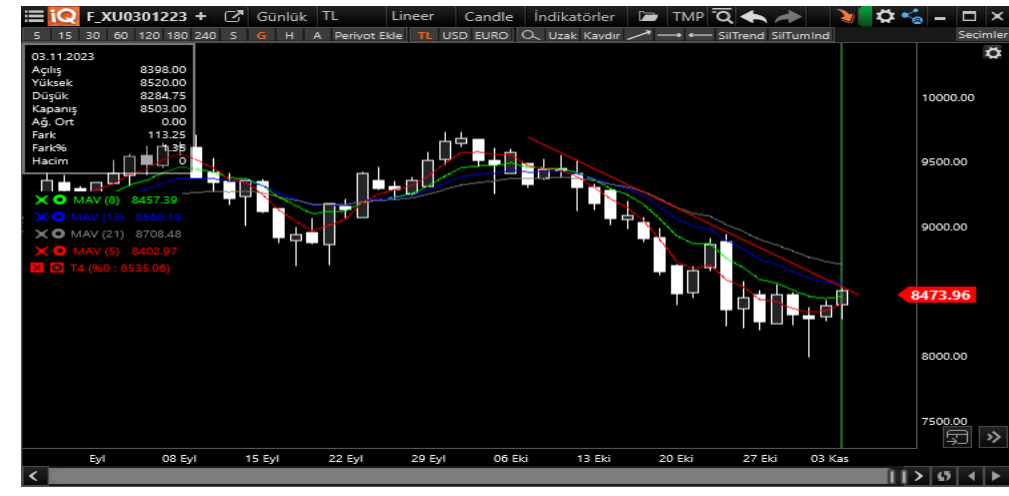 iQ F_XU0301223 + Günlük TL Lineer Candle İndikatörler TMP
5 15 30 60 120 180 240 S G H A Periyot Ekle TL USD EURO Uzak Kaydır SilTrend SilTumInd Seçimler
03.11.2023
Açılış 8398.00
Yüksek 8520.00
Düşük 8284.75
Kapanış 8503.00
Ağ. Ort 0.00
Fark 113.25
Fark% 1.35
Hacim 0
MAV (8) 8457.39
MAV (13) 8560.19
MAV (21) 8708.48
MAV (5) 8402.97
T4 (%0 : 8535.06)
10000.00
9500.00
9000.00
8473.96
8000.00
7500.00
Eyl 08 Eyl 15 Eyl 22 Eyl 29 Eyl 06 Eki 13 Eki 20 Eki 27 Eki 03 Kas